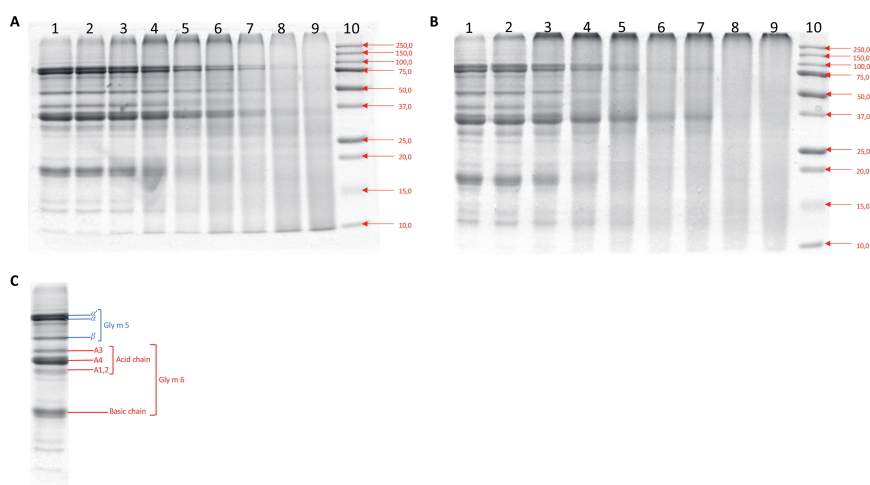 A
1 2 3 4 5 6 7 8 9 10
250,0
150,0
100,0
75,0
50,0
37,0
25,0
20,0
15,0
10,0
B
1 2 3 4 5 6 7 8 9 10
250,0
150,0
100,0
75,0
50,0
37,0
25,0
20,0
15,0
10,0
C
α'
α
β
Gly m 5
A3
A4
A1,2
Acid chain
Gly m 6
Basic chain